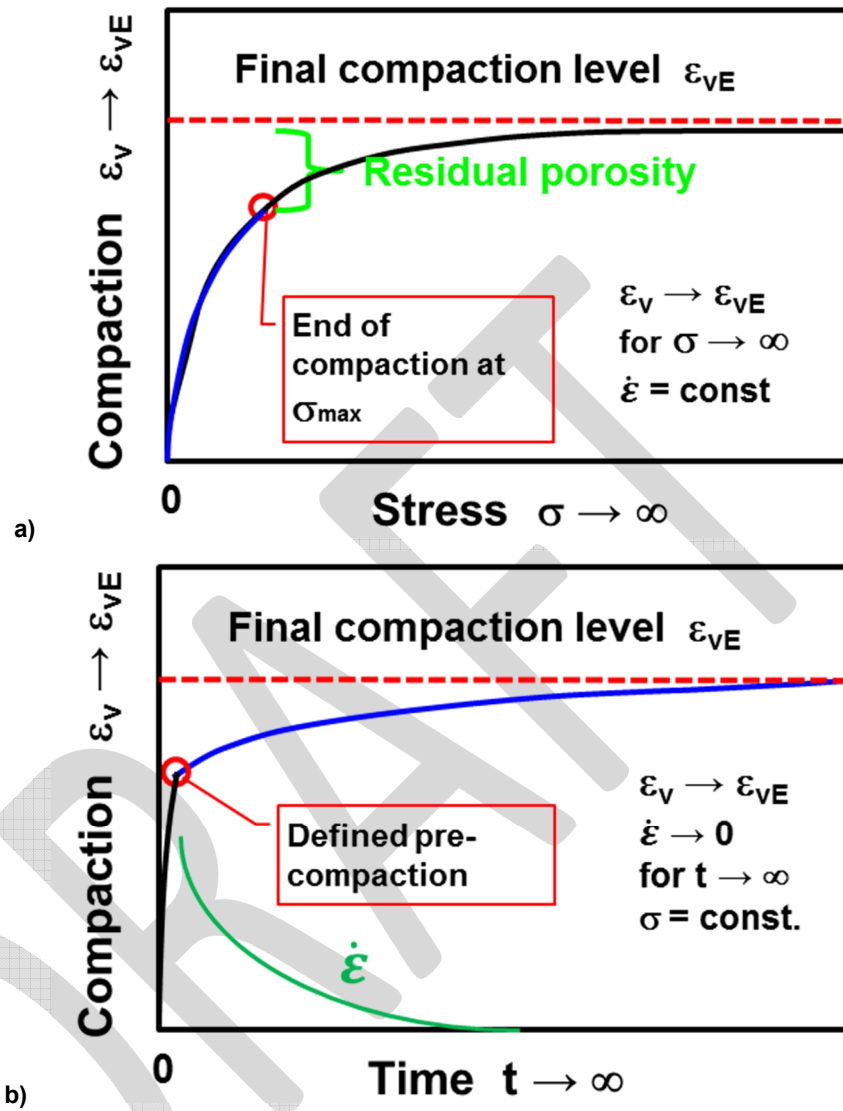 Final compaction level εvE
Compaction εv → εvE
Residual porosity
End of
compaction at
σmax
εv → εvE
for σ → ∞
ε̇ = const
0
Stress σ → ∞
a)
Final compaction level εvE
Compaction εv → εvE
Defined pre-
compaction
εv → εvE
ε̇ → 0
for t → ∞
σ = const.
ε̇
0
Time t → ∞
b)
DRAFT